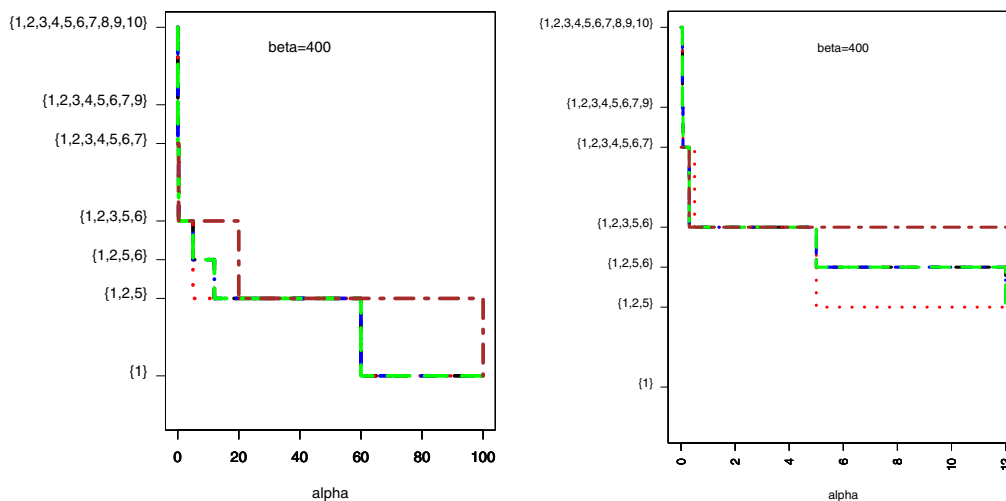 {1,2,3,4,5,6,7,8,9,10}
{1,2,3,4,5,6,7,9}
{1,2,3,4,5,6,7}
{1,2,3,5,6}
{1,2,5,6}
{1,2,5}
{1}
beta=400
0 20 40 60 80 100
alpha
{1,2,3,4,5,6,7,8,9,10}
{1,2,3,4,5,6,7,9}
{1,2,3,4,5,6,7}
{1,2,3,5,6}
{1,2,5,6}
{1,2,5}
{1}
beta=400
0 2 4 6 8 10 12
alpha